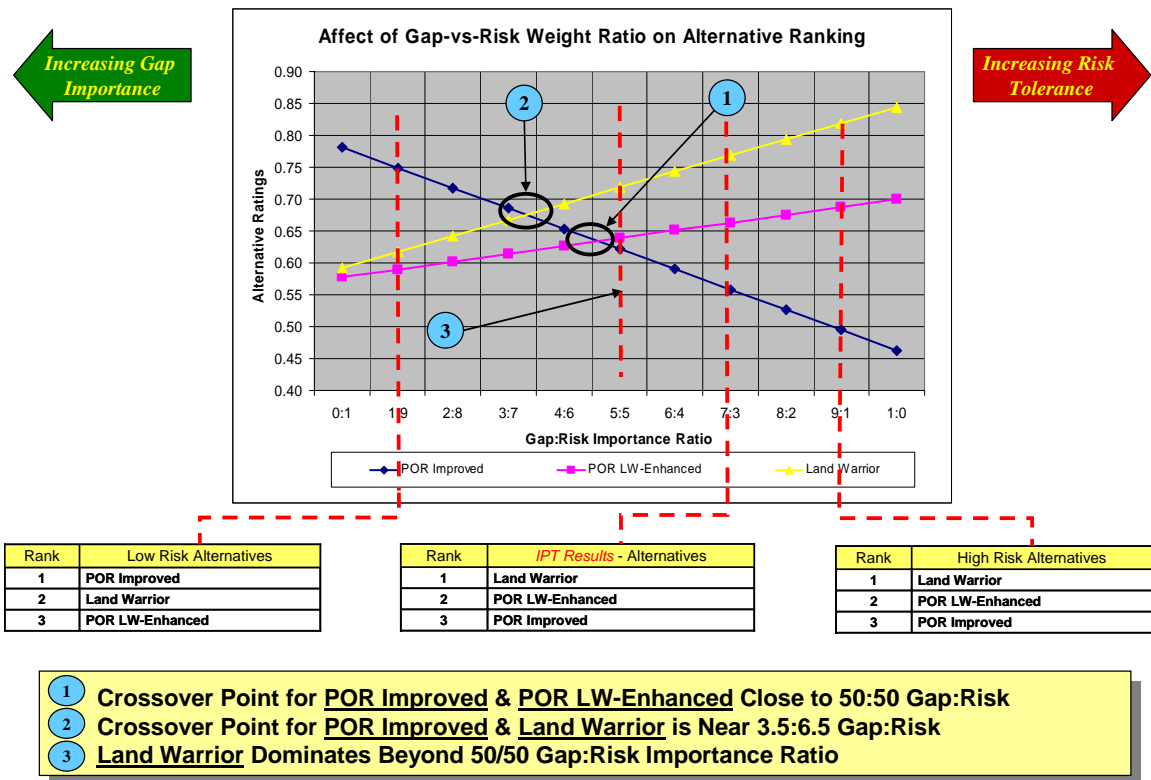 Affect of Gap-vs-Risk Weight Ratio on Alternative Ranking
Increasing Gap
Importance
Increasing Risk
Tolerance
2
1
3
Alternative Ratings
0.90
0.85
0.80
0.75
0.70
0.65
0.60
0.55
0.50
0.45
0.40
0:1 1:9 2:8 3:7 4:6 5:5 6:4 7:3 8:2 9:1 1:0
Gap:Risk Importance Ratio
POR Improved POR LW-Enhanced Land Warrior
Rank Low Risk Alternatives
1 POR Improved
2 Land Warrior
3 POR LW-Enhanced
Rank IPT Results - Alternatives
1 Land Warrior
2 POR LW-Enhanced
3 POR Improved
Rank High Risk Alternatives
1 Land Warrior
2 POR LW-Enhanced
3 POR Improved
1 Crossover Point for POR Improved & POR LW-Enhanced Close to 50:50 Gap:Risk
2 Crossover Point for POR Improved & Land Warrior is Near 3.5:6.5 Gap:Risk
3 Land Warrior Dominates Beyond 50/50 Gap:Risk Importance Ratio